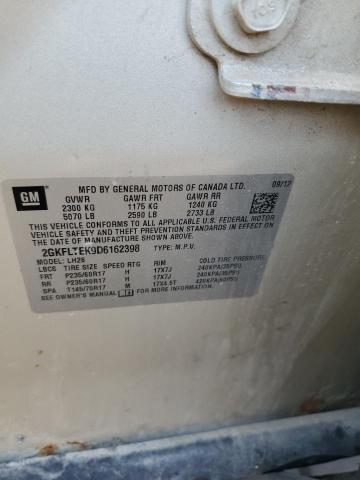 GM
MFD BY GENERAL MOTORS OF CANADA LTD. 09/12
GVWR GAWR FRT GAWR RR
2300 KG 1175 KG 1240 KG
5070 LB 2590 LB 2733 LB
THIS VEHICLE CONFORMS TO ALL APPLICABLE U.S. FEDERAL MOTOR
VEHICLE SAFETY AND THEFT PREVENTION STANDARDS IN EFFECT ON
THE DATE OF MANUFACTURE SHOWN ABOVE.
2GKFLTEK9D6162398 TYPE: M.P.V.
MODEL: LH26
LBCS TIRE SIZE SPEED RTG RIM COLD TIRE PRESSURE
FRT P235/60R17 H 17X7J 240KPA(35PSI)
RR P235/60R17 H 17X7J 240KPA(35PSI)
SPA T145/70R17 M 17X4.5T 420KPA(60PSI)
SEE OWNER'S MANUAL FOR MORE INFORMATION.